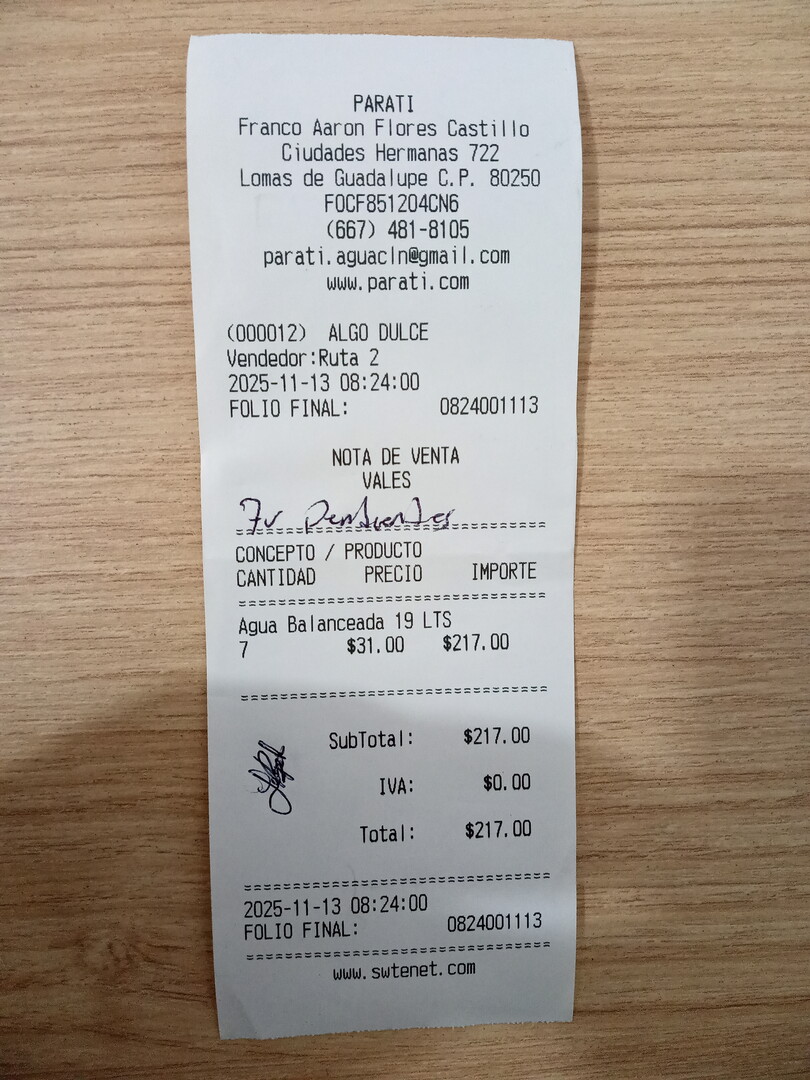 PARATI
Franco Aaron Flores Castillo
Ciudades Hermanas 722
Lomas de Guadalupe C.P. 80250
FOCF851204CN6
(667) 481-8105
parati.aguacln@gmail.com
www.parati.com
(000012) ALGO DULCE
Vendedor:Ruta 2
2025-11-13 08:24:00
FOLIO FINAL: 0824001113
NOTA DE VENTA
VALES
CONCEPTO / PRODUCTO
CANTIDAD PRECIO IMPORTE
Agua Balanceada 19 LTS
7 $31.00 $217.00
SubTotal: $217.00
IVA: $0.00
Total: $217.00
2025-11-13 08:24:00
FOLIO FINAL: 0824001113
www.swtenet.com